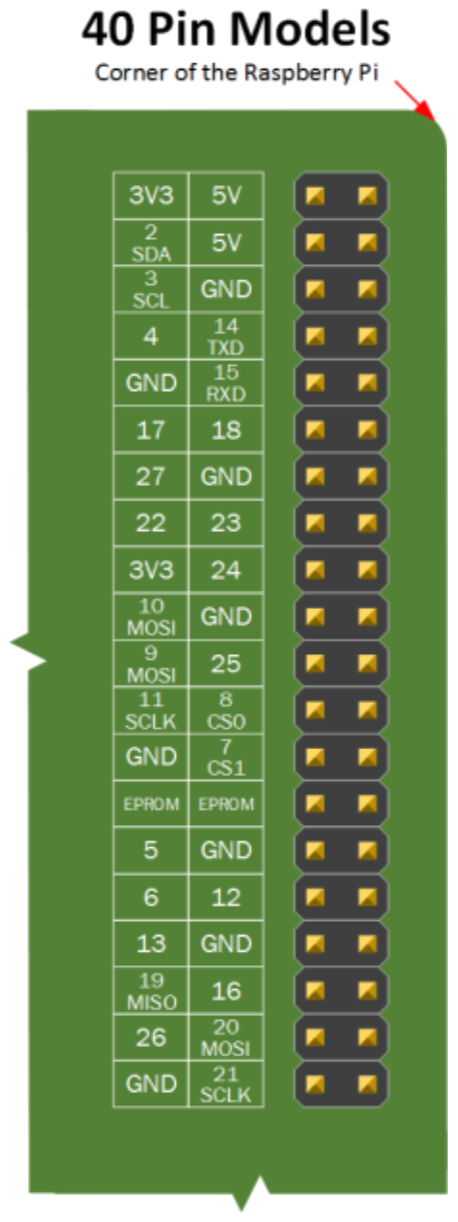 40 Pin Models
Corner of the Raspberry Pi
3V3 5V
2 SDA 5V
3 SCL GND
4 14 TXD
GND 15 RXD
17 18
27 GND
22 23
3V3 24
10 MOSI GND
9 MOSI 25
11 SCLK 8 CS0
GND 7 CS1
EPROM EPROM
5 GND
6 12
13 GND
19 MISO 16
26 20 MOSI
GND 21 SCLK